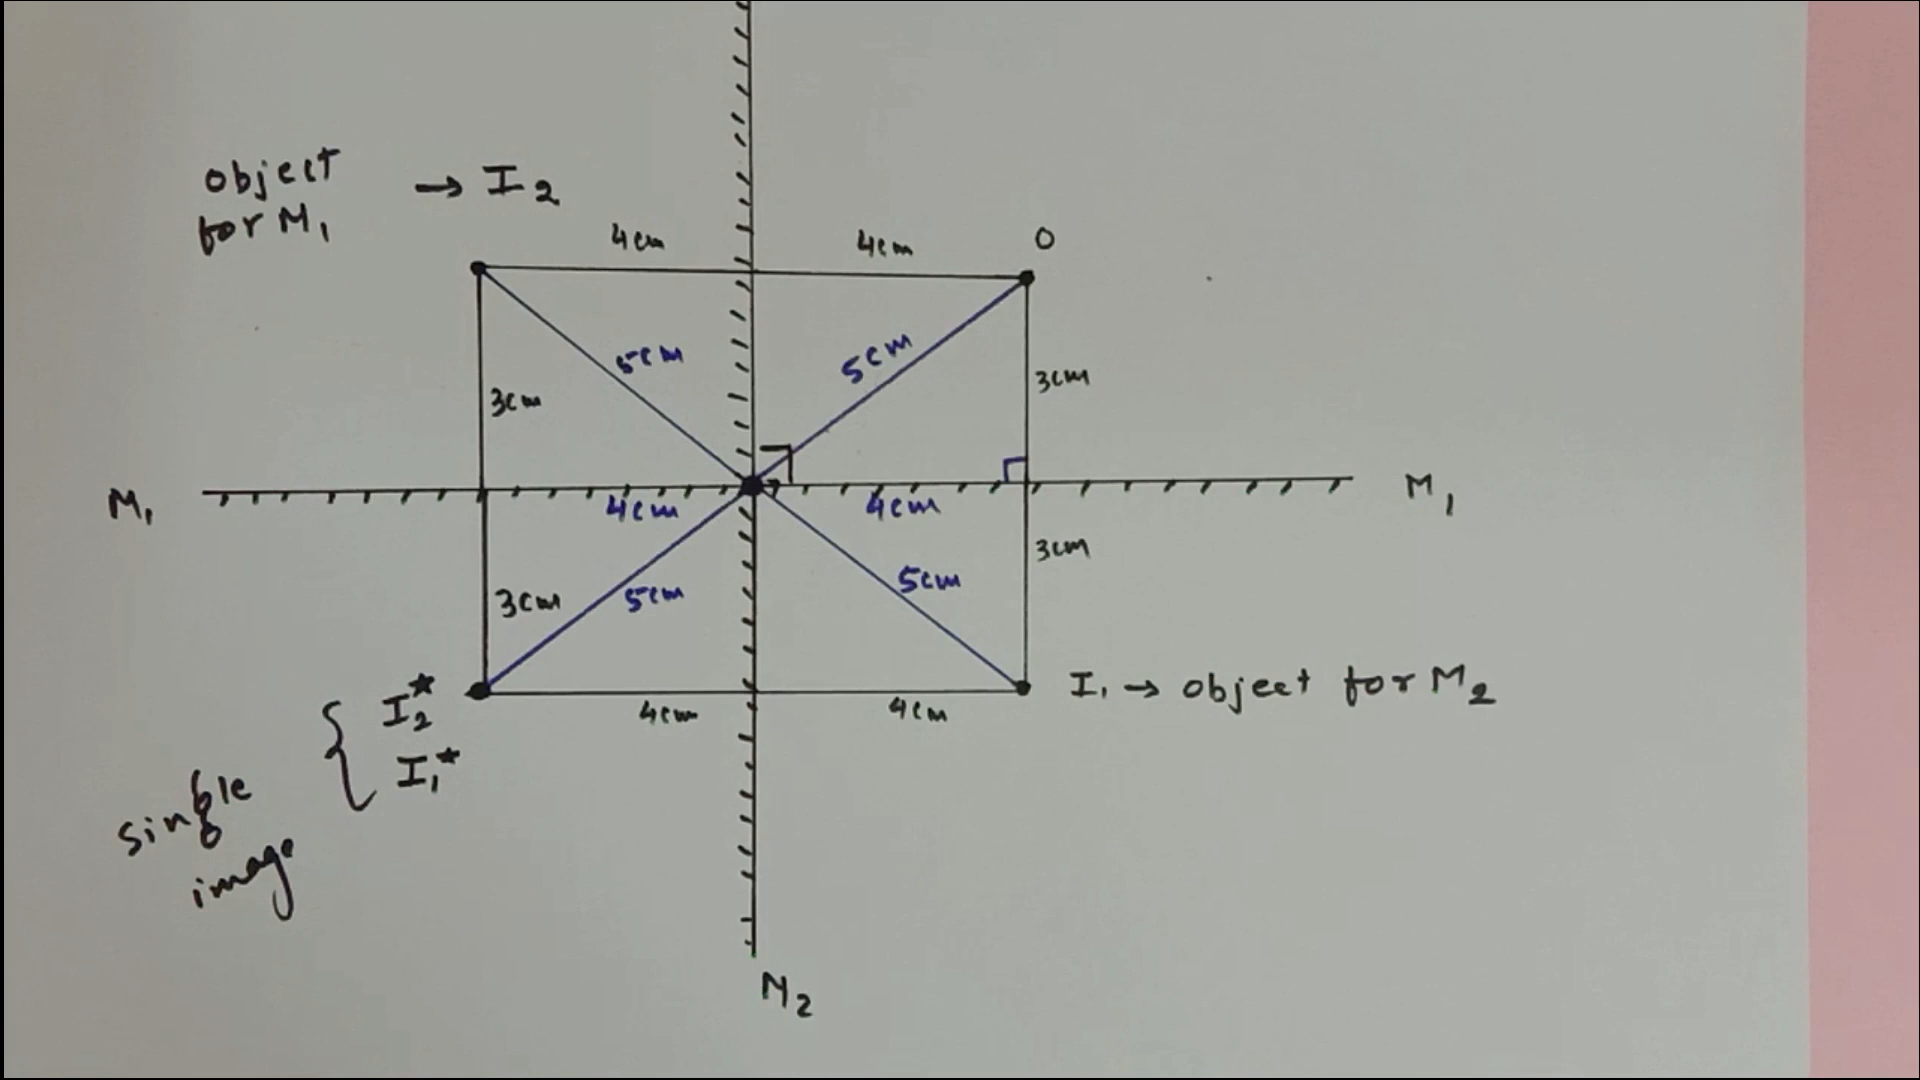 object → I₂
for M₁
4cm
4cm
O
5cm
5cm
3cm
3cm
M₁
4cm
4cm
M₁
3cm
5cm
5cm
3cm
I₂*
I₁*
single
image
4cm
4cm
I₁ → object for M₂
M₂